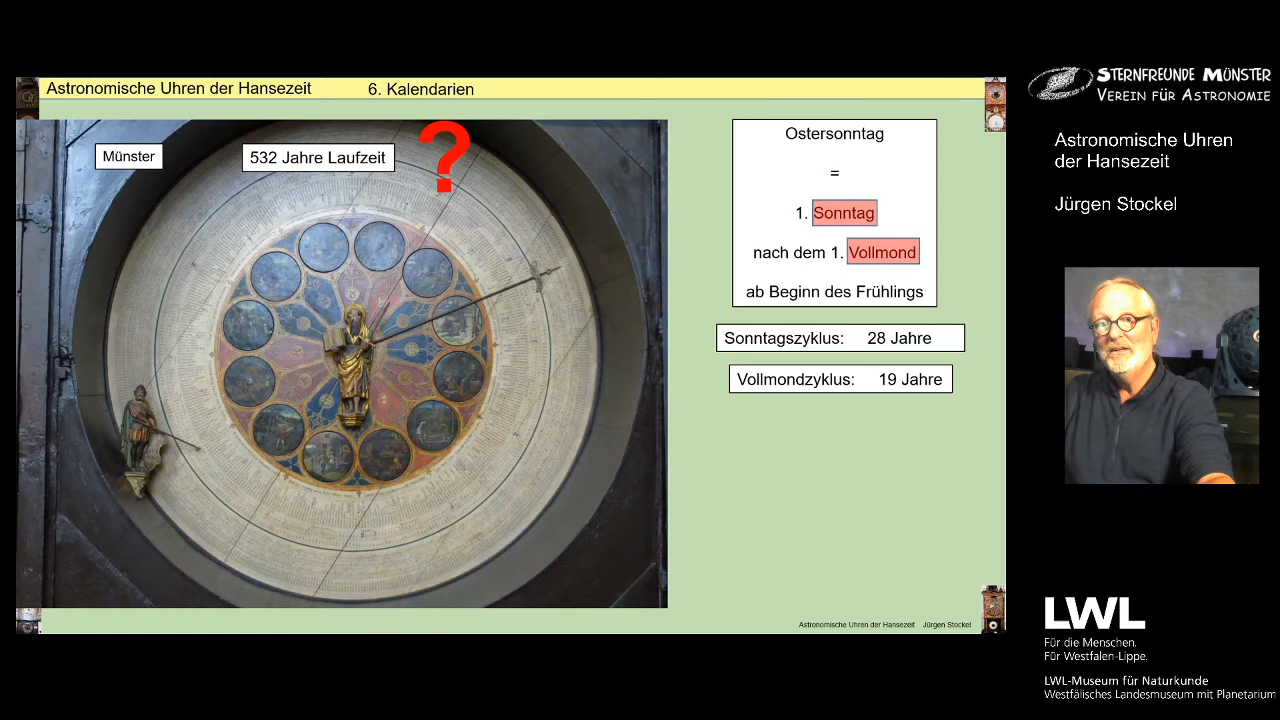 Astronomische Uhren der Hansezeit
6. Kalendarien
Münster
532 Jahre Laufzeit
?
Ostersonntag
=
1. Sonntag
nach dem 1. Vollmond
ab Beginn des Frühlings
Sonntagszyklus: 28 Jahre
Vollmondzyklus: 19 Jahre
Astronomische Uhren der Hansezeit Jürgen Stockel
STERNFREUNDE MÜNSTER
VEREIN FÜR ASTRONOMIE
Astronomische Uhren
der Hansezeit
Jürgen Stockel
LWL
Für die Menschen.
Für Westfalen-Lippe.
LWL-Museum für Naturkunde
Westfälisches Landesmuseum mit Planetarium